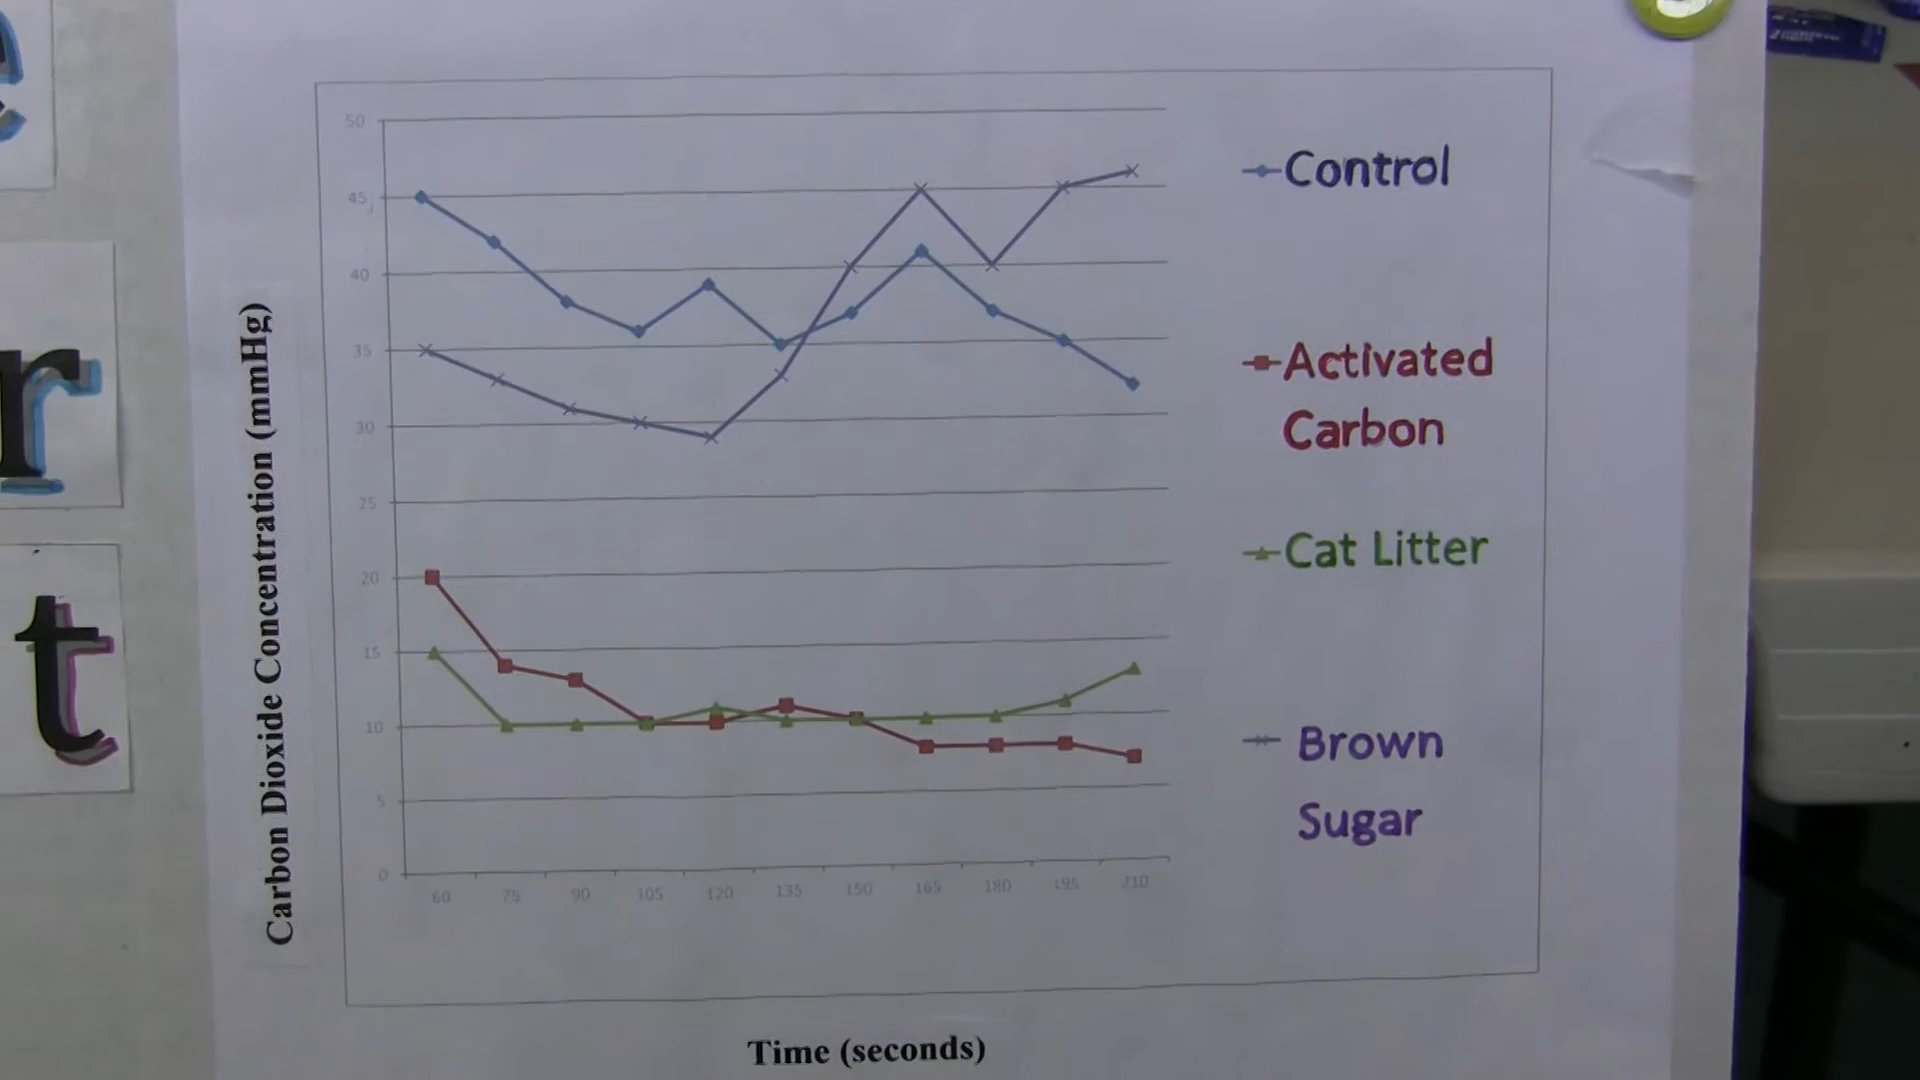 e
r
t
50
45
40
35
30
25
20
15
10
5
0
60 75 90 105 120 135 150 165 180 195 210
Carbon Dioxide Concentration (mmHg)
Time (seconds)
Control
Activated
Carbon
Cat Litter
Brown
Sugar